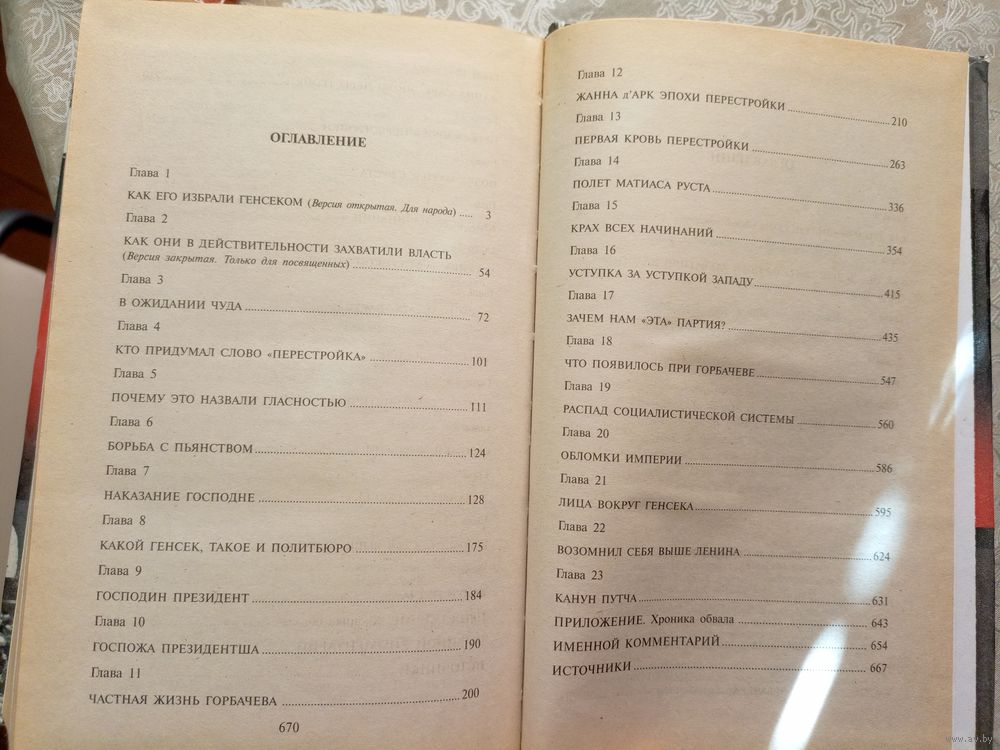 ОГЛАВЛЕНИЕ
Глава 1
КАК ЕГО ИЗБРАЛИ ГЕНСЕКОМ (Версия открытая. Для народа) ..... 3
Глава 2
КАК ОНИ В ДЕЙСТВИТЕЛЬНОСТИ ЗАХВАТИЛИ ВЛАСТЬ
(Версия закрытая. Только для посвященных) ..... 54
Глава 3
В ОЖИДАНИИ ЧУДА ..... 72
Глава 4
КТО ПРИДУМАЛ СЛОВО «ПЕРЕСТРОЙКА» ..... 101
Глава 5
ПОЧЕМУ ЭТО НАЗВАЛИ ГЛАСНОСТЬЮ ..... 111
Глава 6
БОРЬБА С ПЬЯНСТВОМ ..... 124
Глава 7
НАКАЗАНИЕ ГОСПОДНЕ ..... 128
Глава 8
КАКОЙ ГЕНСЕК, ТАКОЕ И ПОЛИТБЮРО ..... 175
Глава 9
ГОСПОДИН ПРЕЗИДЕНТ ..... 184
Глава 10
ГОСПОЖА ПРЕЗИДЕНТША ..... 190
Глава 11
ЧАСТНАЯ ЖИЗНЬ ГОРБАЧЕВА ..... 200
670
Глава 12
ЖАННА д'АРК ЭПОХИ ПЕРЕСТРОЙКИ ..... 210
Глава 13
ПЕРВАЯ КРОВЬ ПЕРЕСТРОЙКИ ..... 263
Глава 14
ПОЛЕТ МАТИАСА РУСТА ..... 336
Глава 15
КРАХ ВСЕХ НАЧИНАНИЙ ..... 354
Глава 16
УСТУПКА ЗА УСТУПКОЙ ЗАПАДУ ..... 415
Глава 17
ЗАЧЕМ НАМ «ЭТА» ПАРТИЯ? ..... 435
Глава 18
ЧТО ПОЯВИЛОСЬ ПРИ ГОРБАЧЕВЕ ..... 547
Глава 19
РАСПАД СОЦИАЛИСТИЧЕСКОЙ СИСТЕМЫ ..... 560
Глава 20
ОБЛОМКИ ИМПЕРИИ ..... 586
Глава 21
ЛИЦА ВОКРУГ ГЕНСЕКА ..... 595
Глава 22
ВОЗОМНИЛ СЕБЯ ВЫШЕ ЛЕНИНА ..... 624
Глава 23
КАНУН ПУТЧА ..... 631
ПРИЛОЖЕНИЕ. Хроника обвала ..... 643
ИМЕННОЙ КОММЕНТАРИЙ ..... 654
ИСТОЧНИКИ ..... 667
www.av.by